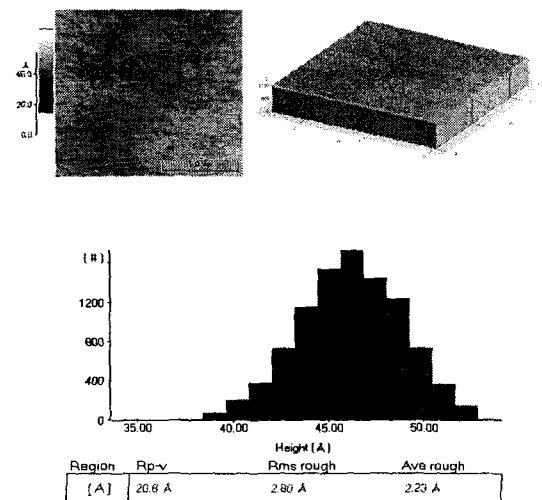 Å
40.0
20.0
0.0
[ # ]
1200
800
400
0
35.00 40.00 45.00 50.00
Height [ Å ]
Region Rp-v Rms rough Ave rough
[ Å ] 20.6 Å 2.80 Å 2.23 Å